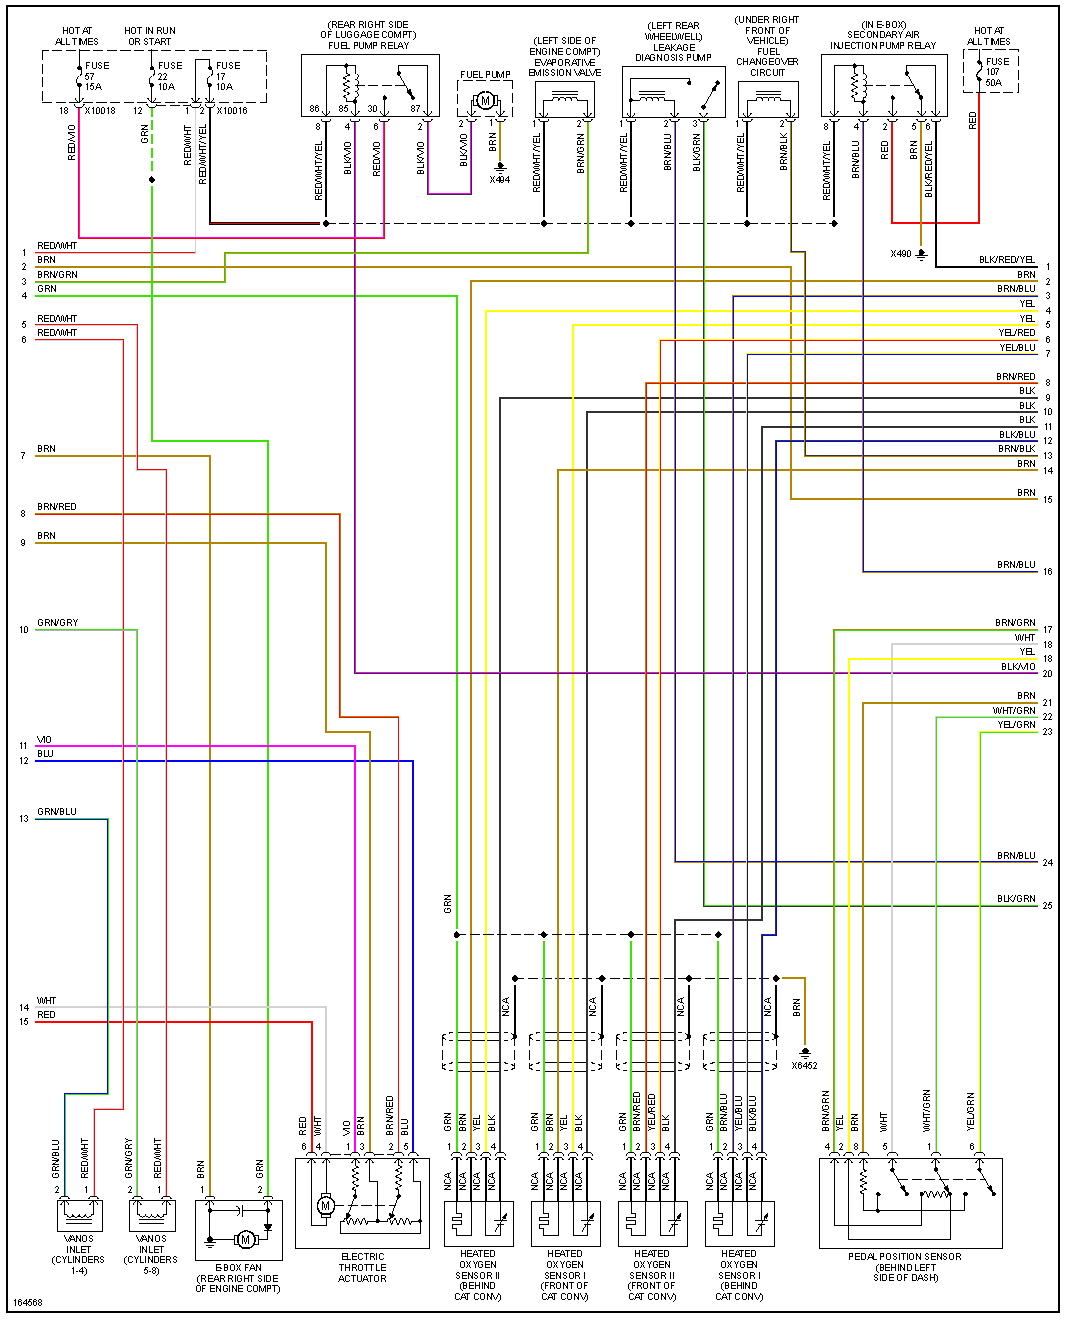 HOT AT
ALL TIMES
HOT IN RUN
OR START
(REAR RIGHT SIDE
OF LUGGAGE COMPT)
FUEL PUMP RELAY
FUEL PUMP
(LEFT SIDE OF
ENGINE COMPT)
EVAPORATIVE
EMISSION VALVE
(LEFT REAR
WHEELWELL)
LEAKAGE
DIAGNOSIS PUMP
(UNDER RIGHT
FRONT OF
VEHICLE)
FUEL
CHANGEOVER
CIRCUIT
(IN E-BOX)
SECONDARY AIR
INJECTION PUMP RELAY
HOT AT
ALL TIMES
FUSE
57
15A
FUSE
22
10A
FUSE
17
10A
FUSE
107
50A
M
86 85 30 87
18 X10018 12 1 2 X10016
8 4 6 2 2 1 1 2 1 2 3 1 2 8 4 2 5 6
RED/VIO
GRN
RED/WHT
RED/WHT/YEL
RED/WHT/YEL
BLK/VIO
RED/VIO
BLK/VIO
BLK/VIO
BRN
X494
RED/WHT/YEL
BRN/GRN
RED/WHT/YEL
BRN/BLU
BLK/GRN
RED/WHT/YEL
BRN/BLK
RED/WHT/YEL
BRN/BLU
RED
BRN
BLK/RED/YEL
RED
X490
1 RED/WHT
2 BRN
3 BRN/GRN
4 GRN
5 RED/WHT
6 RED/WHT
7 BRN
8 BRN/RED
9 BRN
10 GRN/GRY
11 VIO
12 BLU
13 GRN/BLU
14 WHT
15 RED
BLK/RED/YEL 1
BRN 2
BRN/BLU 3
YEL 4
YEL 5
YEL/RED 6
YEL/BLU 7
BRN/RED 8
BLK 9
BLK 10
BLK 11
BLK/BLU 12
BRN/BLK 13
BRN 14
BRN 15
BRN/BLU 16
BRN/GRN 17
WHT 18
YEL 18
BLK/VIO 20
BRN 21
WHT/GRN 22
YEL/GRN 23
BRN/BLU 24
BLK/GRN 25
GRN
NCA
NCA
NCA
NCA
BRN
X6452
GRN/BLU
RED/WHT
GRN/GRY
RED/WHT
BRN
GRN
RED
WHT
VIO
BRN
BRN/RED
BLU
GRN
BRN
YEL
BLK
GRN
BRN
YEL
BLK
GRN
BRN/RED
YEL/RED
BLK
GRN
BRN/BLU
YEL/BLU
BLK/BLU
BRN/GRN
YEL
BRN
WHT
WHT/GRN
YEL/GRN
6 4 1 3 2 5 1 2 3 4 1 2 3 4 1 2 3 4 1 2 3 4 4 2 8 5 1 6
2 1 2 1 1 2
NCA NCA NCA NCA
NCA NCA NCA NCA
NCA NCA NCA NCA
NCA NCA NCA NCA
M
M
VANOS
INLET
(CYLINDERS
1-4)
VANOS
INLET
(CYLINDERS
5-8)
E-BOX FAN
(REAR RIGHT SIDE
OF ENGINE COMPT)
ELECTRIC
THROTTLE
ACTUATOR
HEATED
OXYGEN
SENSOR II
(BEHIND
CAT CONV)
HEATED
OXYGEN
SENSOR I
(FRONT OF
CAT CONV)
HEATED
OXYGEN
SENSOR II
(FRONT OF
CAT CONV)
HEATED
OXYGEN
SENSOR I
(BEHIND
CAT CONV)
PEDAL POSITION SENSOR
(BEHIND LEFT
SIDE OF DASH)
164568